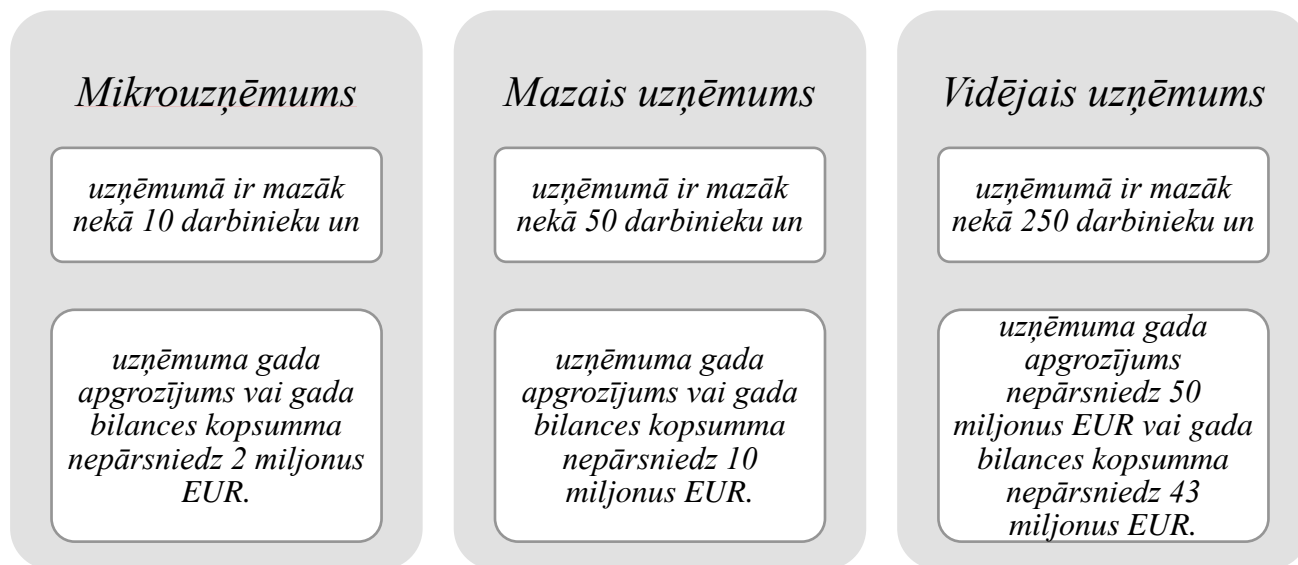 Mikrouzņēmums
uzņēmumā ir mazāk
nekā 10 darbinieku un
uzņēmuma gada
apgrozījums vai gada
bilances kopsumma
nepārsniedz 2 miljonus
EUR.
Mazais uzņēmums
uzņēmumā ir mazāk
nekā 50 darbinieku un
uzņēmuma gada
apgrozījums vai gada
bilances kopsumma
nepārsniedz 10
miljonus EUR.
Vidējais uzņēmums
uzņēmumā ir mazāk
nekā 250 darbinieku un
uzņēmuma gada
apgrozījums
nepārsniedz 50
miljonus EUR vai gada
bilances kopsumma
nepārsniedz 43
miljonus EUR.